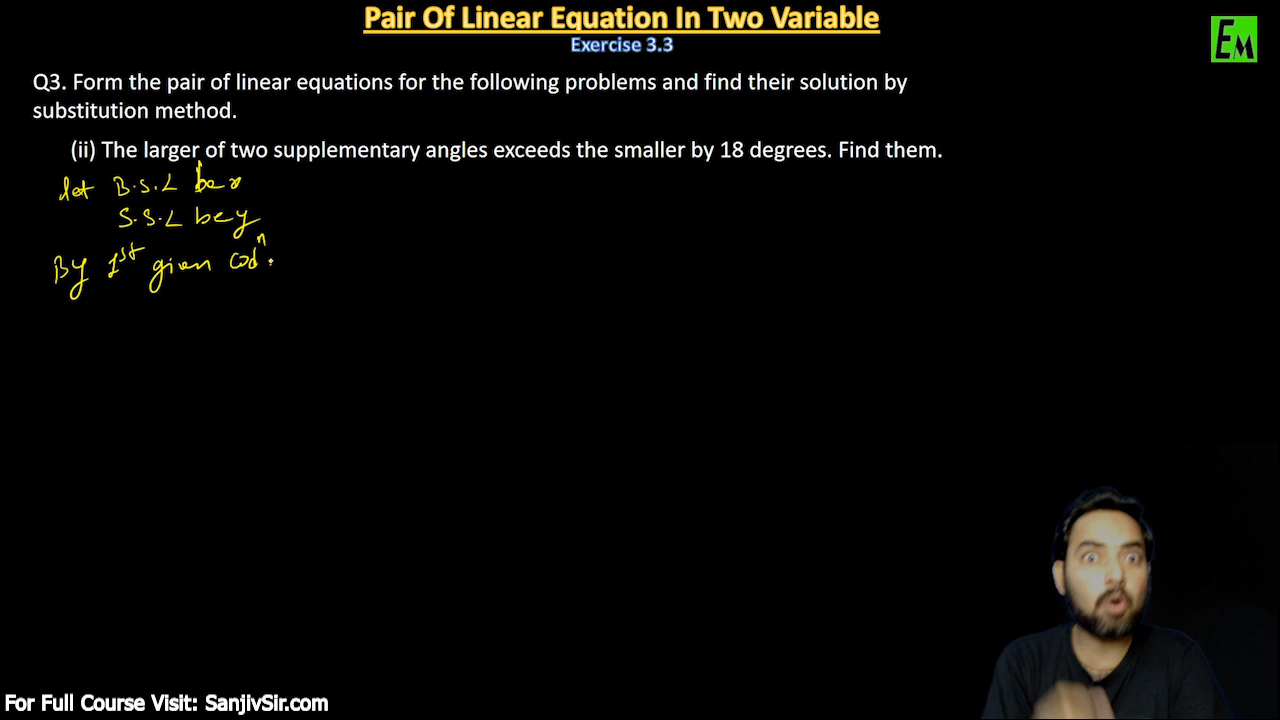 Pair Of Linear Equation In Two Variable
Exercise 3.3
EM
Q3. Form the pair of linear equations for the following problems and find their solution by
substitution method.
(ii) The larger of two supplementary angles exceeds the smaller by 18 degrees. Find them.
let B.S.∠ be x
S.S.∠ be y
By 1st given codn.
For Full Course Visit: SanjivSir.com